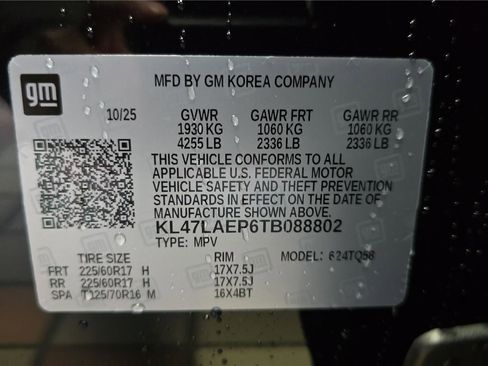 gm
MFD BY GM KOREA COMPANY
10/25 GVWR GAWR FRT GAWR RR
1930 KG 1060 KG 1060 KG
4255 LB 2336 LB 2336 LB
THIS VEHICLE CONFORMS TO ALL
APPLICABLE U.S. FEDERAL MOTOR
VEHICLE SAFETY AND THEFT PREVENTION
STANDARDS IN EFFECT ON THE DATE OF
MANUFACTURE SHOWN ABOVE.
KL47LAEP6TB088802
TYPE: MPV
TIRE SIZE RIM MODEL: 624TQ58
FRT 225/60R17 H 17X7.5J
RR 225/60R17 H 17X7.5J
SPA T125/70R16 M 16X4BT